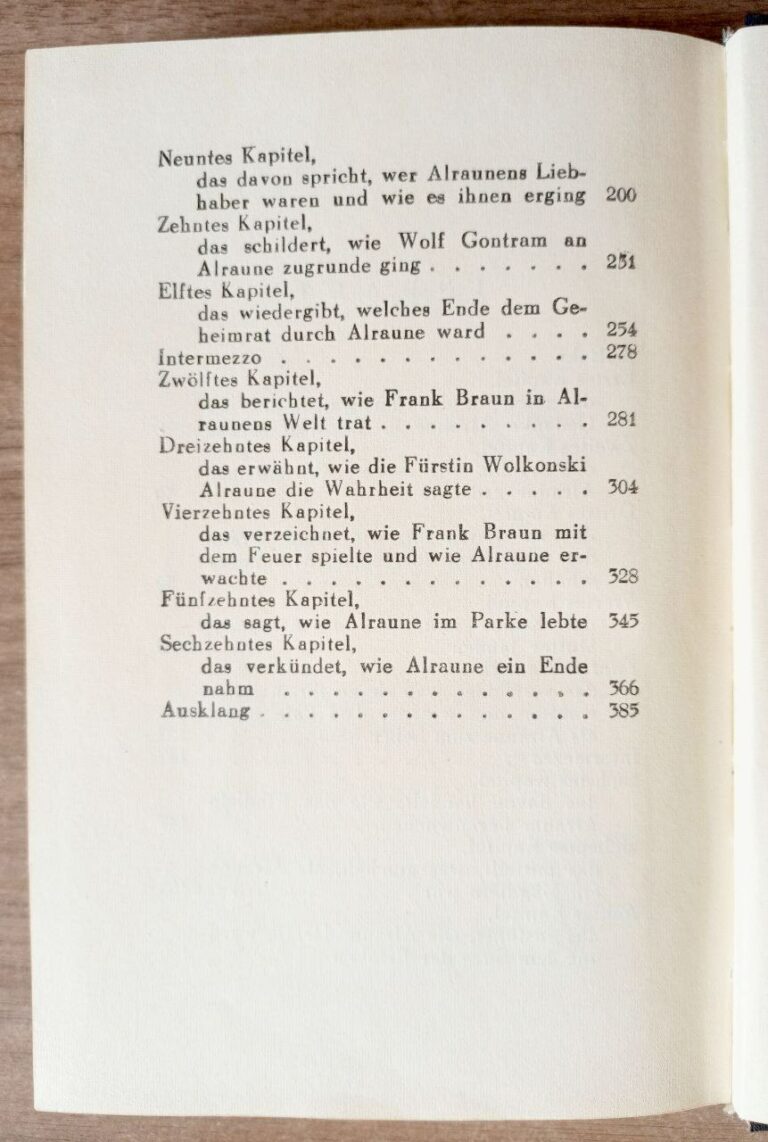 Neuntes Kapitel,
das davon spricht, wer Alraunens Lieb-
haber waren und wie es ihnen erging 200
Zehntes Kapitel,
das schildert, wie Wolf Gontram an
Alraune zugrunde ging . . . . . . . 231
Elftes Kapitel,
das wiedergibt, welches Ende dem Ge-
heimrat durch Alraune ward . . . . 254
Intermezzo . . . . . . . . . . . . . 278
Zwölftes Kapitel,
das berichtet, wie Frank Braun in Al-
raunens Welt trat . . . . . . . . . 281
Dreizehntes Kapitel,
das erwähnt, wie die Fürstin Wolkonski
Alraune die Wahrheit sagte . . . . . 304
Vierzehntes Kapitel,
das verzeichnet, wie Frank Braun mit
dem Feuer spielte und wie Alraune er-
wachte . . . . . . . . . . . . . 328
Fünfzehntes Kapitel,
das sagt, wie Alraune im Parke lebte 345
Sechzehntes Kapitel,
das verkündet, wie Alraune ein Ende
nahm . . . . . . . . . . . . . 366
Ausklang . . . . . . . . . . . . . . 385